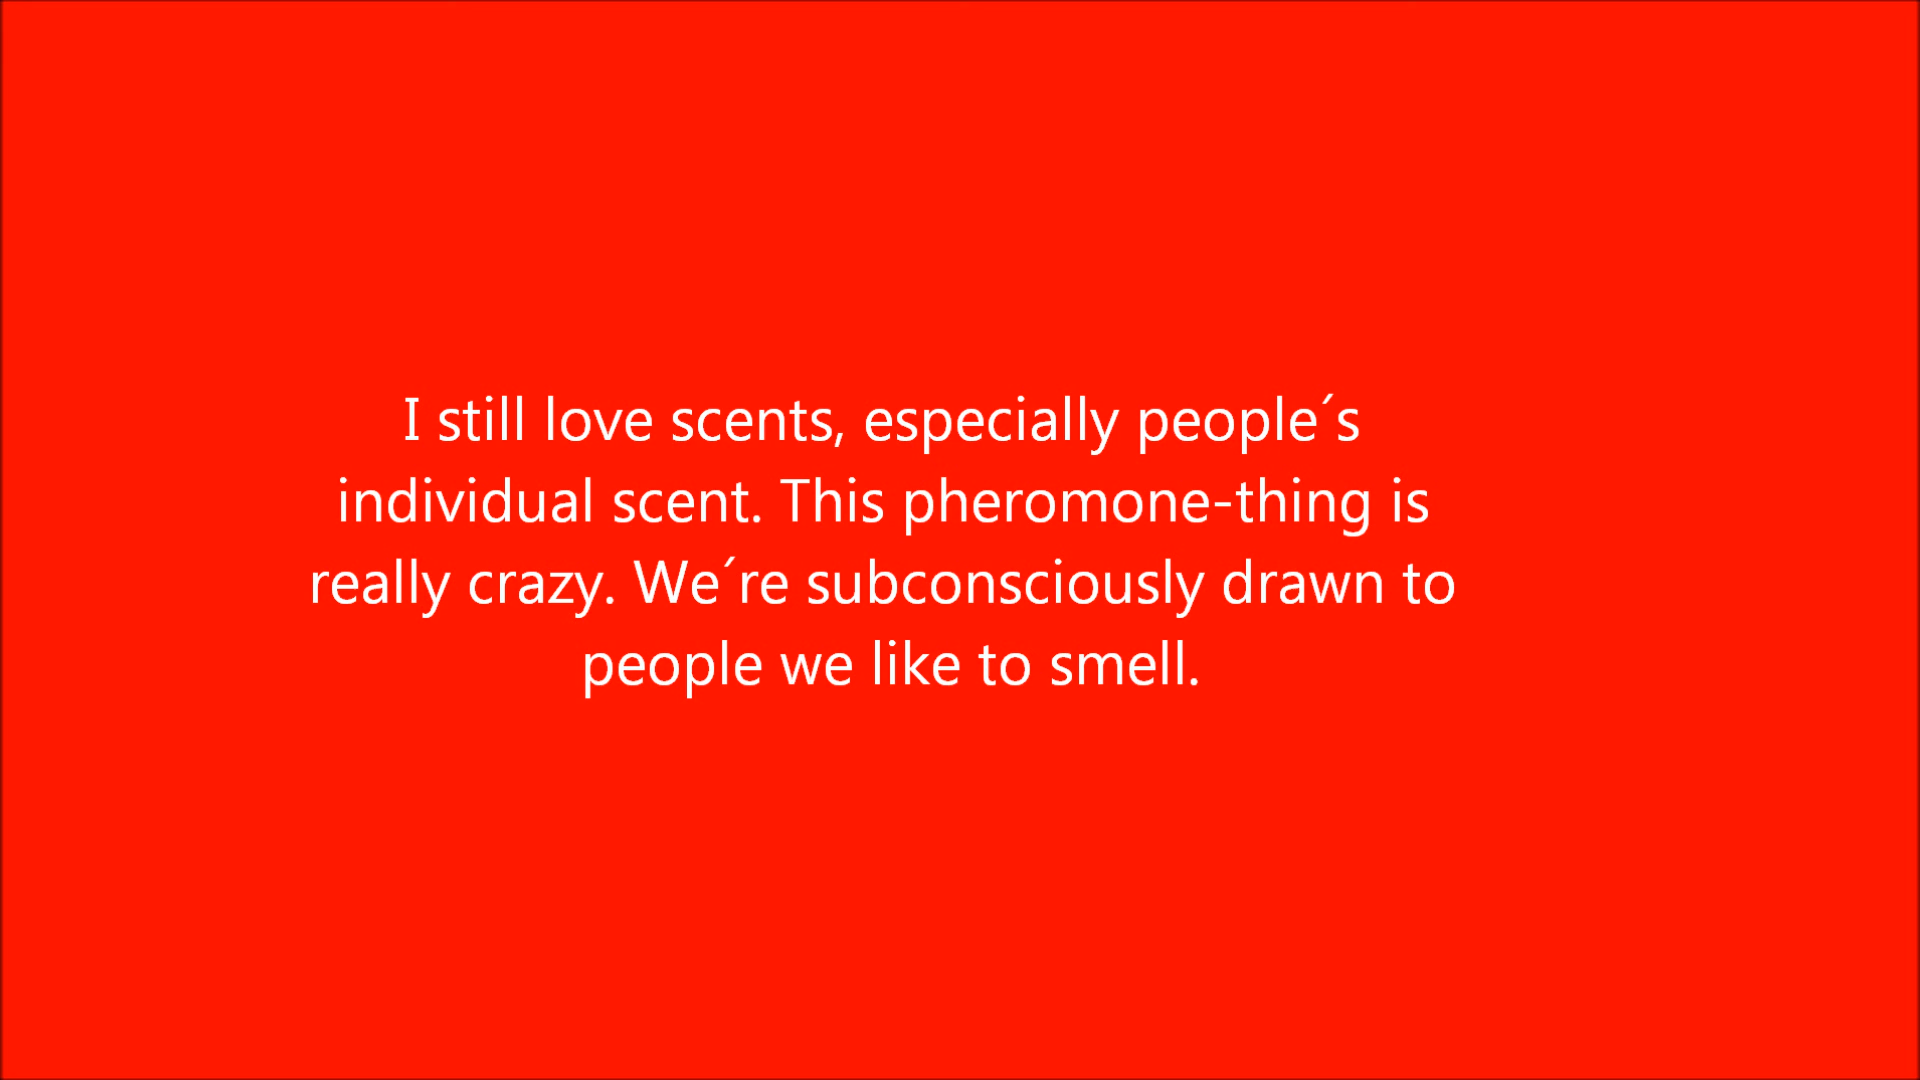 I still love scents, especially people´s
individual scent. This pheromone-thing is
really crazy. We´re subconsciously drawn to
people we like to smell.